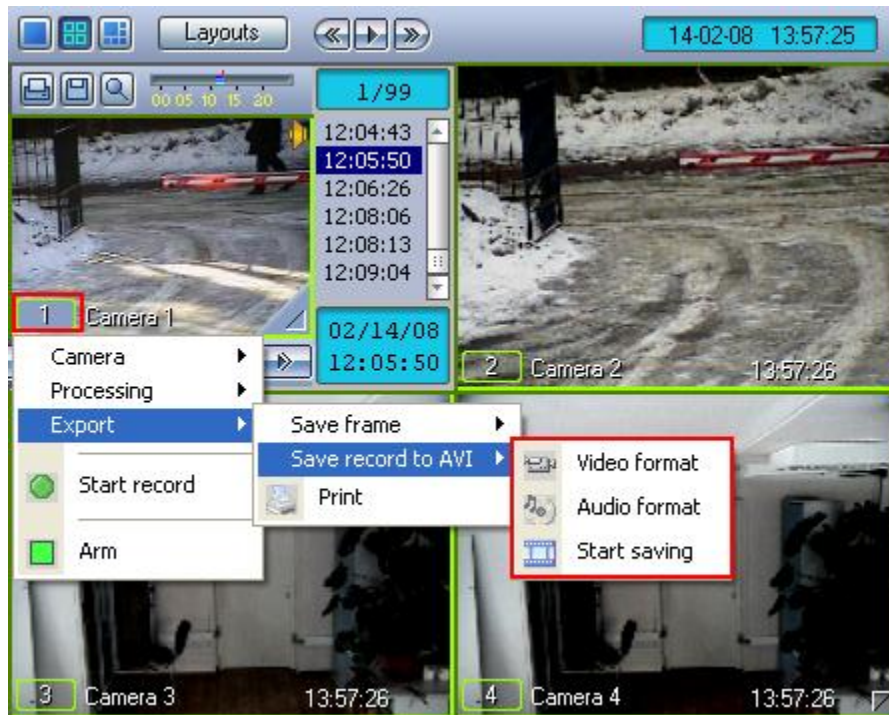 Layouts
14-02-08 13:57:25
00 05 10 15 20
1/99
12:04:43
12:05:50
12:06:26
12:08:06
12:08:13
12:09:04
1 Camera 1
02/14/08
12:05:50
2 Camera 2 13:57:26
Camera
Processing
Export
Start record
Arm
Save frame
Save record to AVI
Print
Video format
Audio format
Start saving
3 Camera 3 13:57:26
4 Camera 4 13:57:26